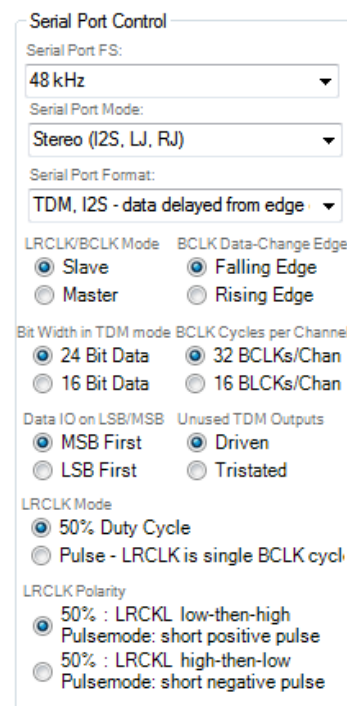 Serial Port Control
Serial Port FS:
48 kHz
Serial Port Mode:
Stereo (I2S, LJ, RJ)
Serial Port Format:
TDM, I2S - data delayed from edge
LRCLK/BCLK Mode BCLK Data-Change Edge
Slave Falling Edge
Master Rising Edge
Bit Width in TDM mode BCLK Cycles per Channel
24 Bit Data 32 BCLKs/Chan
16 Bit Data 16 BLCKs/Chan
Data IO on LSB/MSB Unused TDM Outputs
MSB First Driven
LSB First Tristated
LRCLK Mode
50% Duty Cycle
Pulse - LRCLK is single BCLK cycl
LRCLK Polarity
50% : LRCKL low-then-high
Pulsemode: short positive pulse
50% : LRCKL high-then-low
Pulsemode: short negative pulse